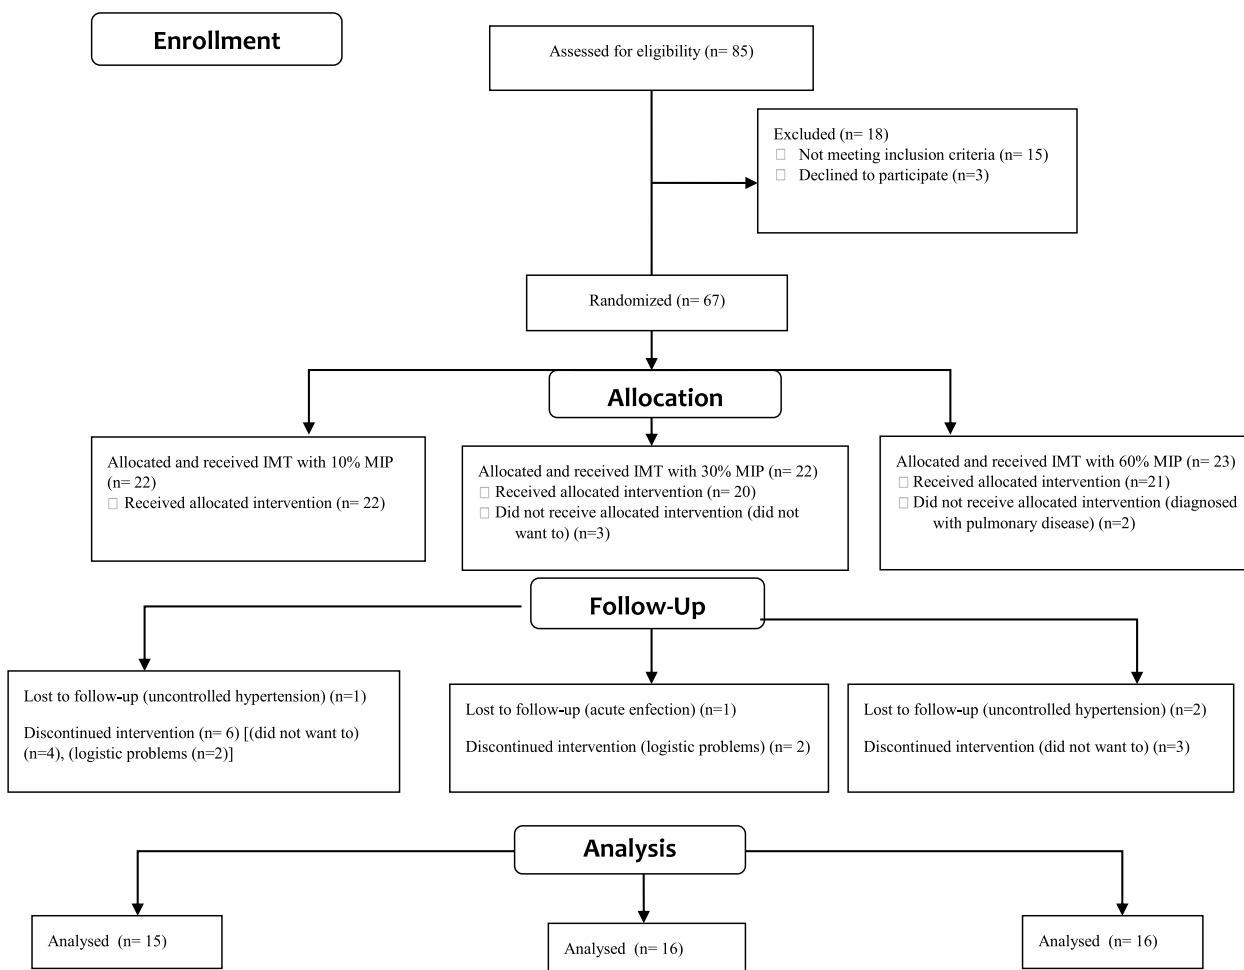 Enrollment
Assessed for eligibility (n= 85)
Excluded (n= 18)
Not meeting inclusion criteria (n= 15)
Declined to participate (n=3)
Randomized (n= 67)
Allocation
Allocated and received IMT with 10% MIP
(n= 22)
Received allocated intervention (n= 22)
Allocated and received IMT with 30% MIP (n= 22)
Received allocated intervention (n= 20)
Did not receive allocated intervention (did not
want to) (n=3)
Allocated and received IMT with 60% MIP (n= 23)
Received allocated intervention (n=21)
Did not receive allocated intervention (diagnosed
with pulmonary disease) (n=2)
Follow-Up
Lost to follow-up (uncontrolled hypertension) (n=1)
Discontinued intervention (n= 6) [(did not want to)
(n=4), (logistic problems (n=2)]
Lost to follow-up (acute enfection) (n=1)
Discontinued intervention (logistic problems) (n= 2)
Lost to follow-up (uncontrolled hypertension) (n=2)
Discontinued intervention (did not want to) (n=3)
Analysis
Analysed (n= 15)
Analysed (n= 16)
Analysed (n= 16)